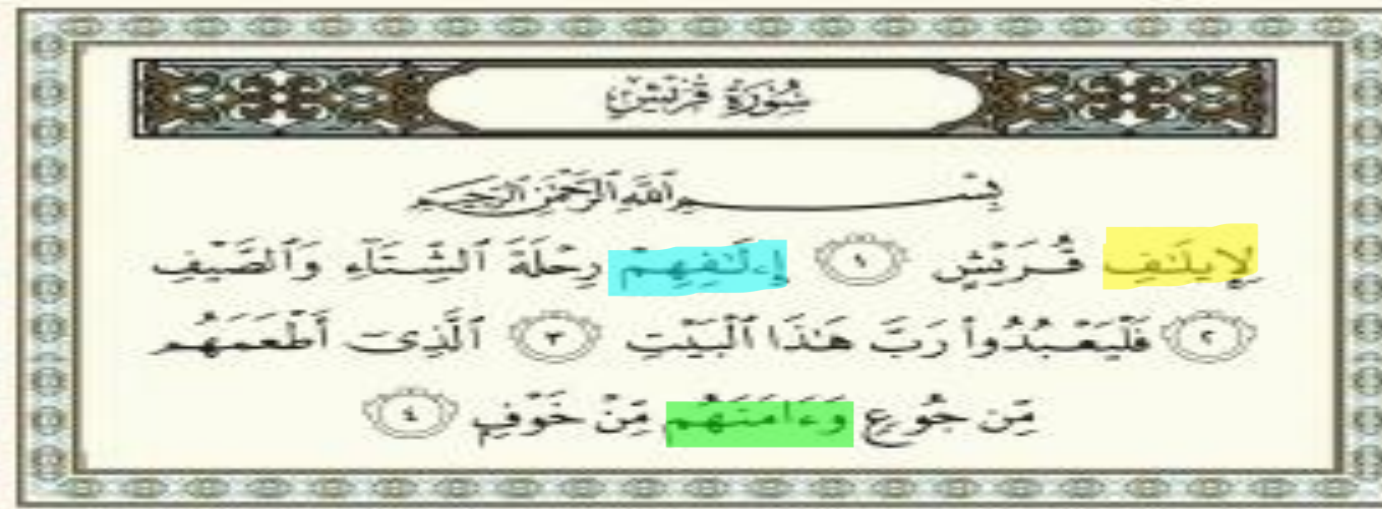 سُورَةُ قُرَيْشٍ
بِسْمِ ٱللَّهِ ٱلرَّحْمَٰنِ ٱلرَّحِيمِ
لِإِيلَٰفِ قُرَيْشٍ ١ إِۦلَٰفِهِمْ رِحْلَةَ ٱلشِّتَآءِ وَٱلصَّيْفِ
٢ فَلْيَعْبُدُوا۟ رَبَّ هَٰذَا ٱلْبَيْتِ ٣ ٱلَّذِىٓ أَطْعَمَهُم
مِّن جُوعٍ وَءَامَنَهُم مِّنْ خَوْفٍۭ ٤